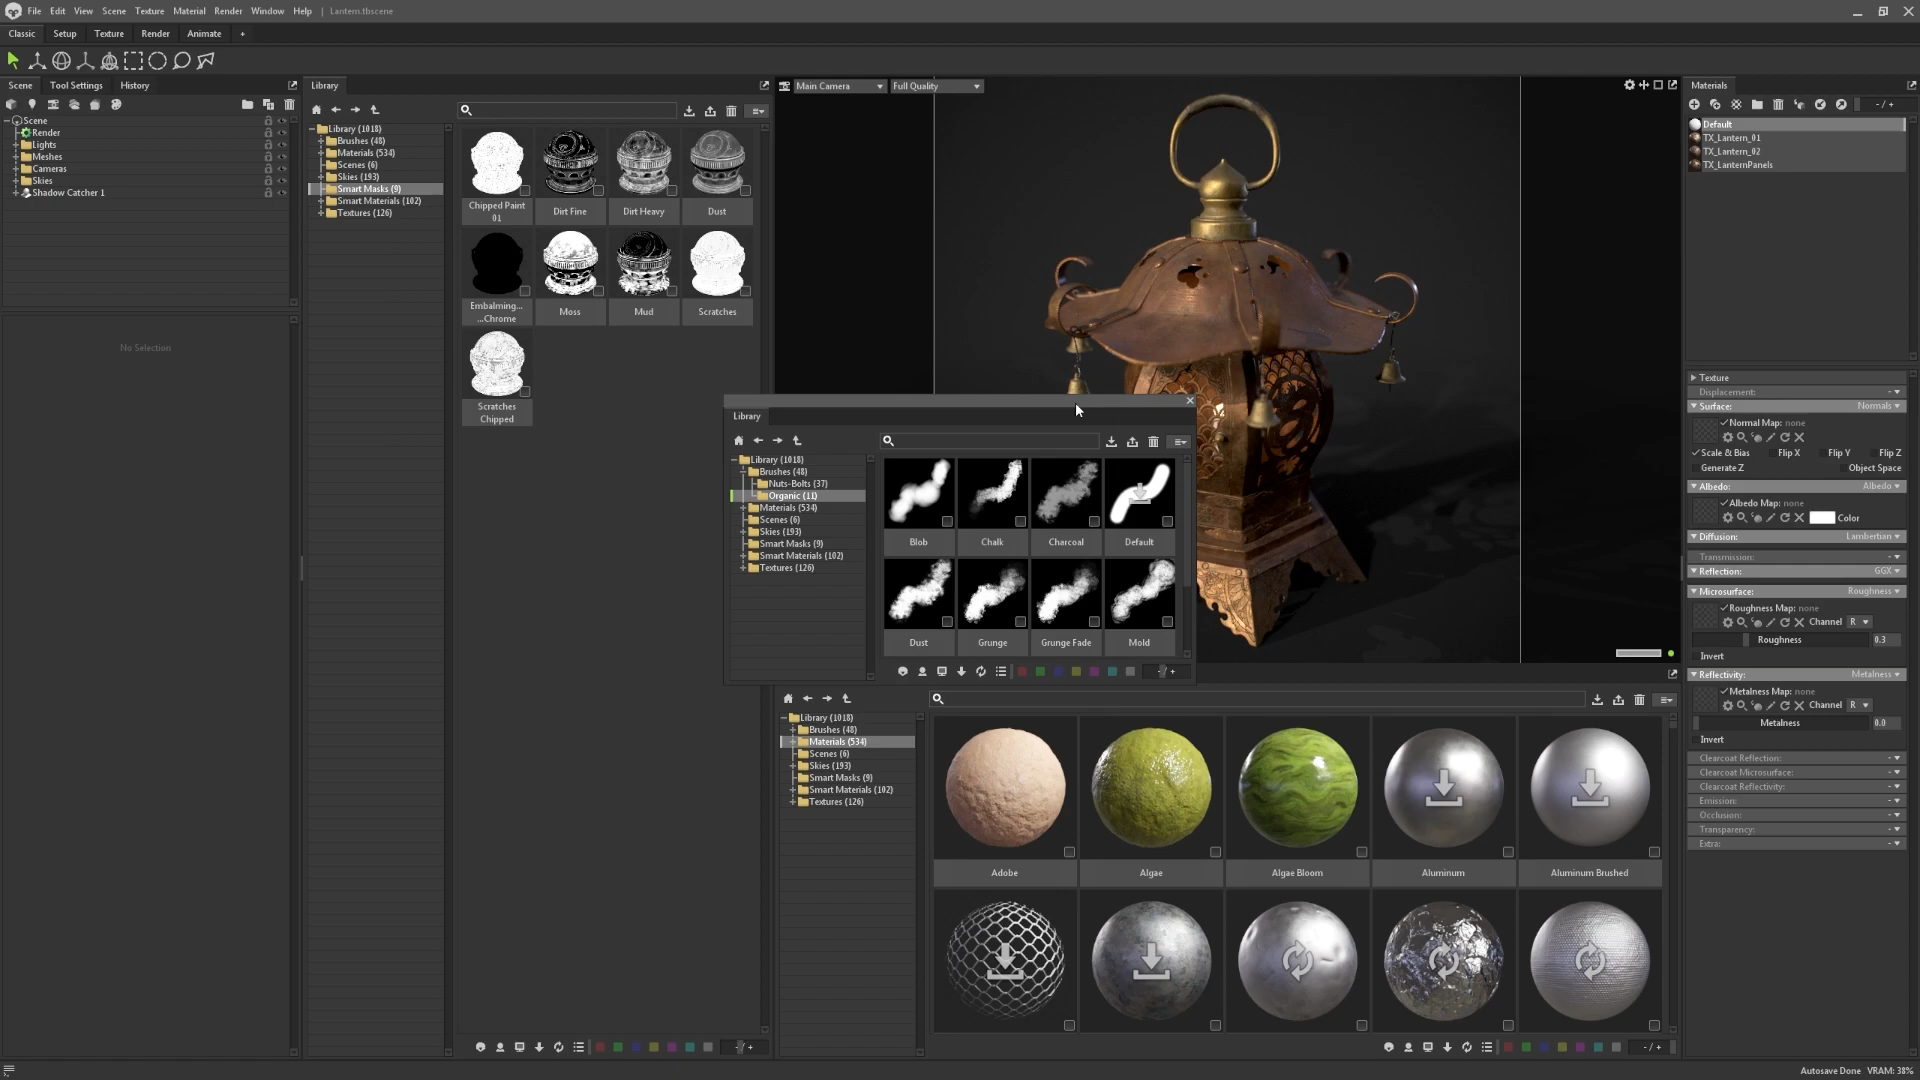 File Edit View Scene Texture Material Render Window Help Lantern.tbscene
Classic Setup Texture Render Animate +
Scene Tool Settings History
Scene
Render
Lights
Meshes
Cameras
Skies
Shadow Catcher 1
No Selection
Library
Library (1018)
Brushes (48)
Materials (534)
Scenes (6)
Skies (193)
Smart Masks (9)
Smart Materials (102)
Textures (126)
Chipped Paint 01
Dirt Fine
Dirt Heavy
Dust
Embalming... ...Chrome
Moss
Mud
Scratches
Scratches Chipped
- / +
Main Camera
Full Quality
Library
Library (1018)
Brushes (48)
Nuts-Bolts (37)
Organic (11)
Materials (534)
Scenes (6)
Skies (193)
Smart Masks (9)
Smart Materials (102)
Textures (126)
Blob
Chalk
Charcoal
Default
Dust
Grunge
Grunge Fade
Mold
- / +
Library (1018)
Brushes (48)
Materials (534)
Scenes (6)
Skies (193)
Smart Masks (9)
Smart Materials (102)
Textures (126)
Adobe
Algae
Algae Bloom
Aluminum
Aluminum Brushed
- / +
Materials
- / +
Default
TX_Lantern_01
TX_Lantern_02
TX_LanternPanels
Texture
Displacement: -
Surface: Normals
Normal Map: none
Scale & Bias Flip X Flip Y Flip Z
Generate Z Object Space
Albedo: Albedo
Albedo Map: none
Color
Diffusion: Lambertian
Transmission: -
Reflection: GGX
Microsurface: Roughness
Roughness Map: none
Channel R
Roughness 0.3
Invert
Reflectivity: Metalness
Metalness Map: none
Channel R
Metalness 0.0
Invert
Clearcoat Reflection: -
Clearcoat Microsurface: -
Clearcoat Reflectivity: -
Emission: -
Occlusion: -
Transparency: -
Extra: -
Autosave Done VRAM: 38%